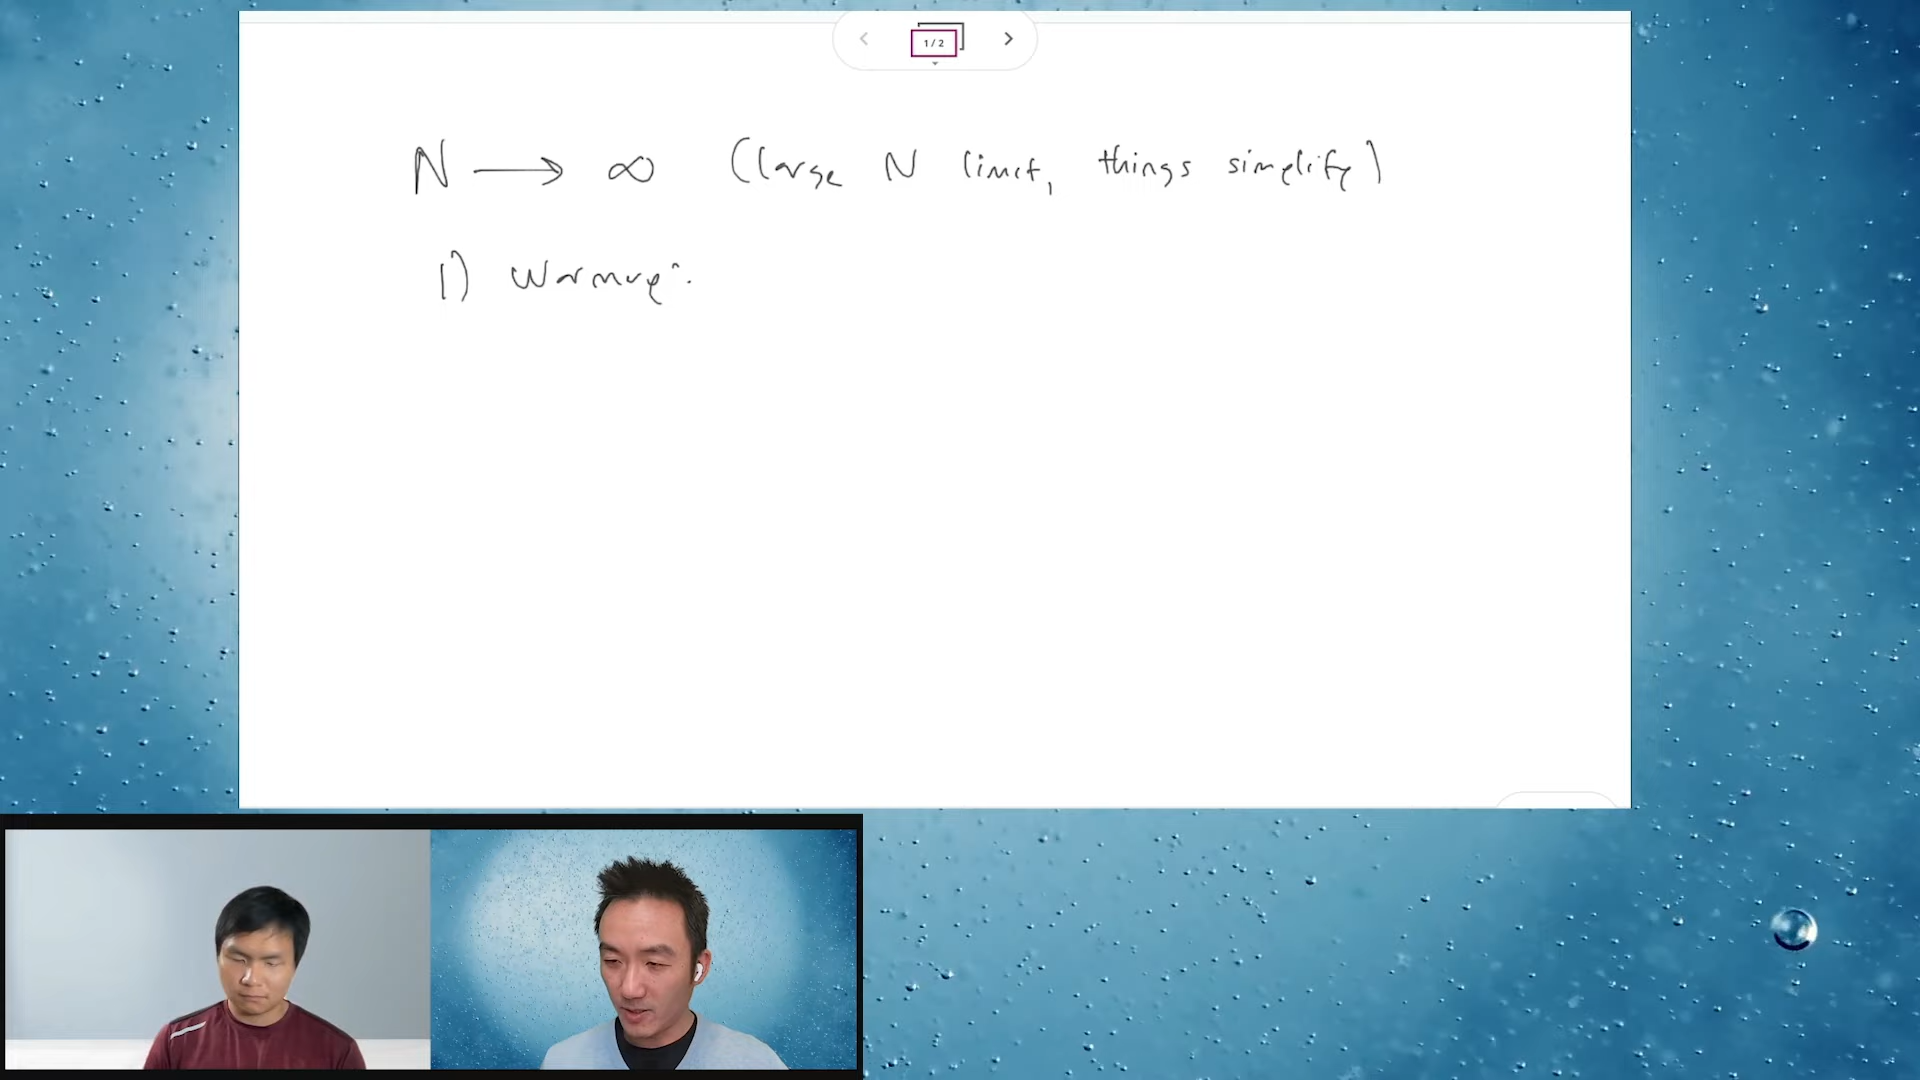 1 / 2
N → ∞ (large N limit, things simplify)
1) Warmup: